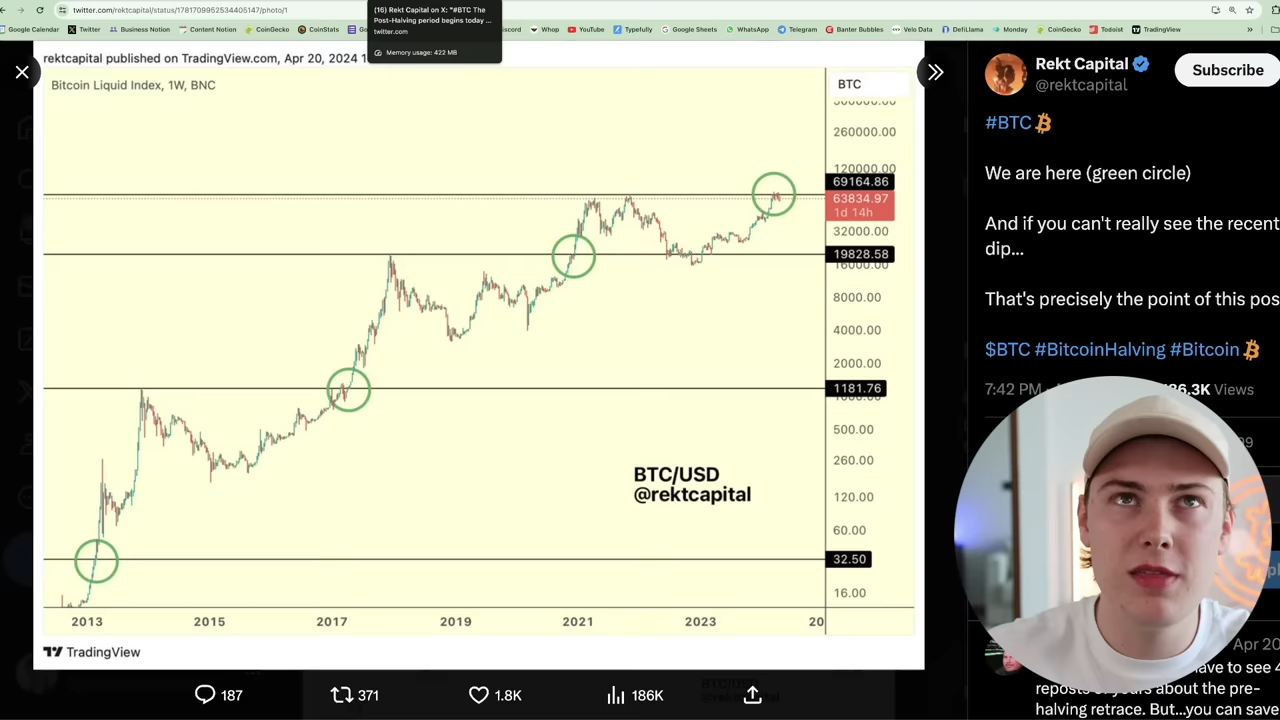 twitter.com/rektcapital/status/1781709952534405147/photo/1
(16) Rekt Capital on X: "#BTC The
Post-Halving period begins today ...
twitter.com
Memory usage: 422 MB
Google Calendar
Twitter
Business Notion
Content Notion
CoinGecko
CoinStats
Whop
YouTube
Typefully
Google Sheets
WhatsApp
Telegram
Banter Bubbles
Velo Data
DefiLlama
Monday
CoinGecko
Todoist
TradingView
rektcapital published on TradingView.com, Apr 20, 2024
Bitcoin Liquid Index, 1W, BNC
BTC
260000.00
120000.00
69164.86
63834.97
1d 14h
32000.00
19828.58
16000.00
8000.00
4000.00
2000.00
1181.76
500.00
260.00
120.00
60.00
32.50
16.00
BTC/USD
@rektcapital
2013
2015
2017
2019
2021
2023
20
TradingView
187
371
1.8K
186K
Rekt Capital
@rektcapital
Subscribe
#BTC
We are here (green circle)
And if you can't really see the recent
dip...
That's precisely the point of this pos
$BTC #BitcoinHalving #Bitcoin
7:42 PM
86.3K Views
Apr 20
have to see 4
reposts
about the pre-
halving retrace. But...you can save